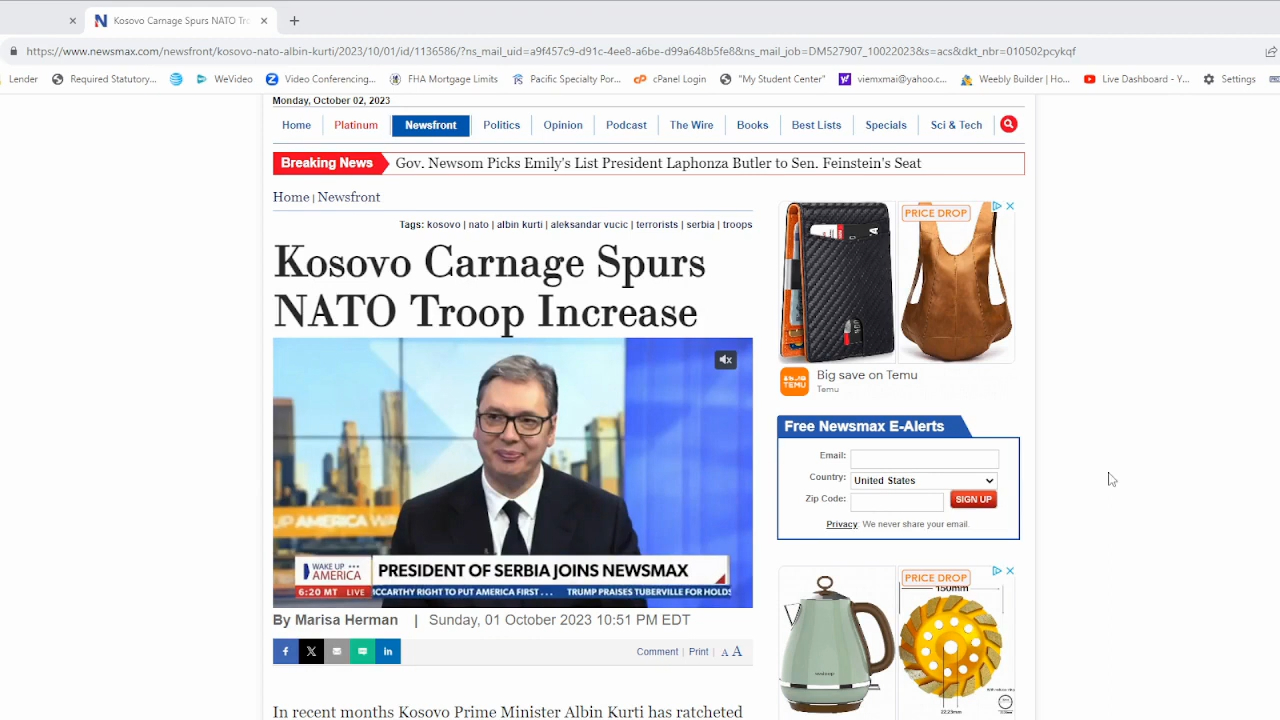 Kosovo Carnage Spurs NATO Tro
https://www.newsmax.com/newsfront/kosovo-nato-albin-kurti/2023/10/01/id/1136586/?ns_mail_uid=a9f457c9-d91c-4ee8-a6be-d99a648b5fe8&ns_mail_job=DM527907_10022023&s=acs&dkt_nbr=010502pcykqf
Lender Required Statutory... WeVideo Video Conferencing... FHA Mortgage Limits Pacific Specialty Por... cPanel Login "My Student Center" viemxmai@yahoo.c... Weebly Builder | Ho... Live Dashboard - Y... Settings
Monday, October 02, 2023
Home Platinum Newsfront Politics Opinion Podcast The Wire Books Best Lists Specials Sci & Tech
Breaking News Gov. Newsom Picks Emily's List President Laphonza Butler to Sen. Feinstein's Seat
Home | Newsfront
Tags: kosovo | nato | albin kurti | aleksandar vucic | terrorists | serbia | troops
Kosovo Carnage Spurs
NATO Troop Increase
UP AMERICA WA
WAKE UP
AMERICA
PRESIDENT OF SERBIA JOINS NEWSMAX
6:20 MT LIVE CCARTHY RIGHT TO PUT AMERICA FIRST... TRUMP PRAISES TUBERVILLE FOR HOLDS
By Marisa Herman | Sunday, 01 October 2023 10:51 PM EDT
Comment | Print | A A
In recent months Kosovo Prime Minister Albin Kurti has ratcheted
PRICE DROP
Big save on Temu
TEMU
Temu
Free Newsmax E-Alerts
Email:
Country: United States
Zip Code: SIGN UP
Privacy: We never share your email.
PRICE DROP
150mm
22.23mm